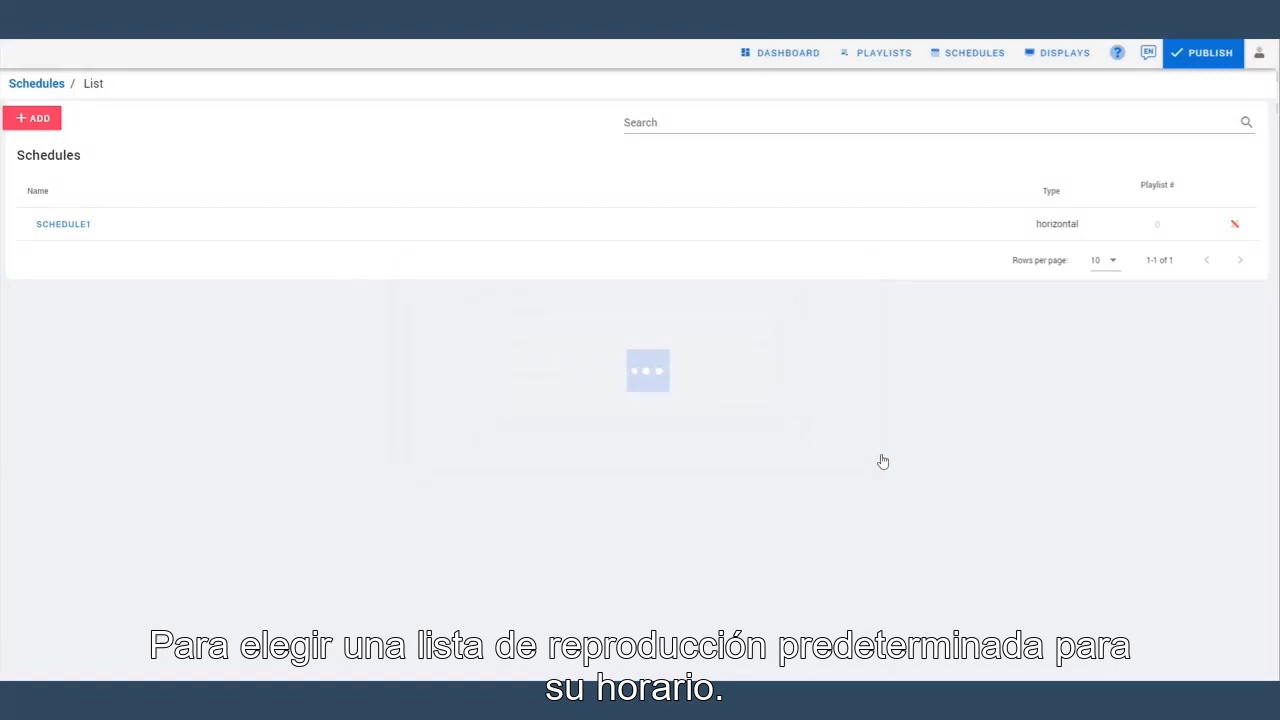 DASHBOARD PLAYLISTS SCHEDULES DISPLAYS ? EN PUBLISH
Schedules / List
+ ADD
Search
Schedules
Name Type Playlist #
SCHEDULE1 horizontal 0
Rows per page: 10 1-1 of 1
Para elegir una lista de reproducción predeterminada para
su horario.